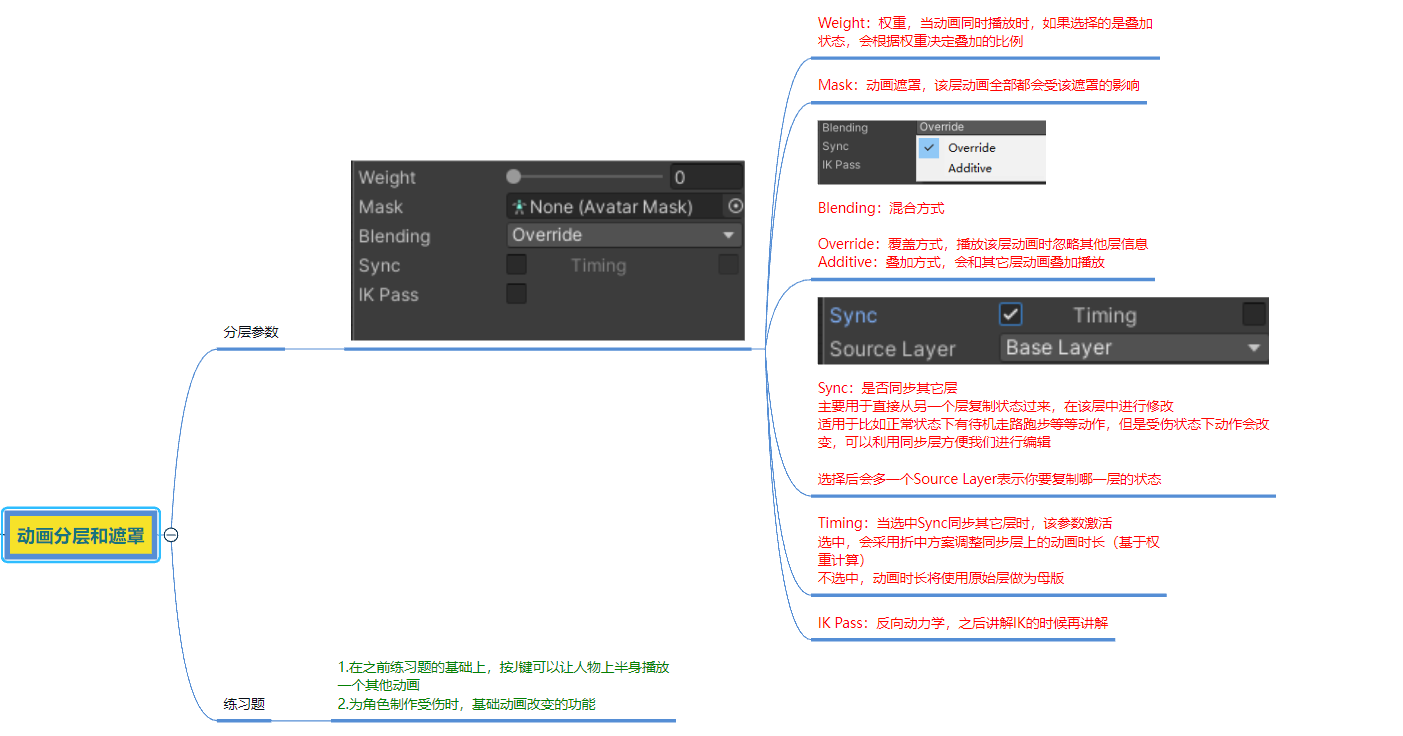 动画分层和遮罩
分层参数
Weight
0
Mask
None (Avatar Mask)
Blending
Override
Sync
Timing
IK Pass
Weight：权重，当动画同时播放时，如果选择的是叠加
状态，会根据权重决定叠加的比例
Mask：动画遮罩，该层动画全部都会受该遮罩的影响
Blending
Override
Sync
Override
IK Pass
Additive
Blending：混合方式
Override：覆盖方式，播放该层动画时忽略其他层信息
Additive：叠加方式，会和其它层动画叠加播放
Sync
Timing
Source Layer
Base Layer
Sync：是否同步其它层
主要用于直接从另一个层复制状态过来，在该层中进行修改
适用于比如正常状态下有待机走路跑步等等动作，但是受伤状态下动作会改
变，可以利用同步层方便我们进行编辑
选择后会多一个Source Layer表示你要复制哪一层的状态
Timing：当选中Sync同步其它层时，该参数激活
选中，会采用折中方案调整同步层上的动画时长（基于权
重计算）
不选中，动画时长将使用原始层做为母版
IK Pass：反向动力学，之后讲解IK的时候再讲解
练习题
1.在之前练习题的基础上，按J键可以让人物上半身播放
一个其他动画
2.为角色制作受伤时，基础动画改变的功能